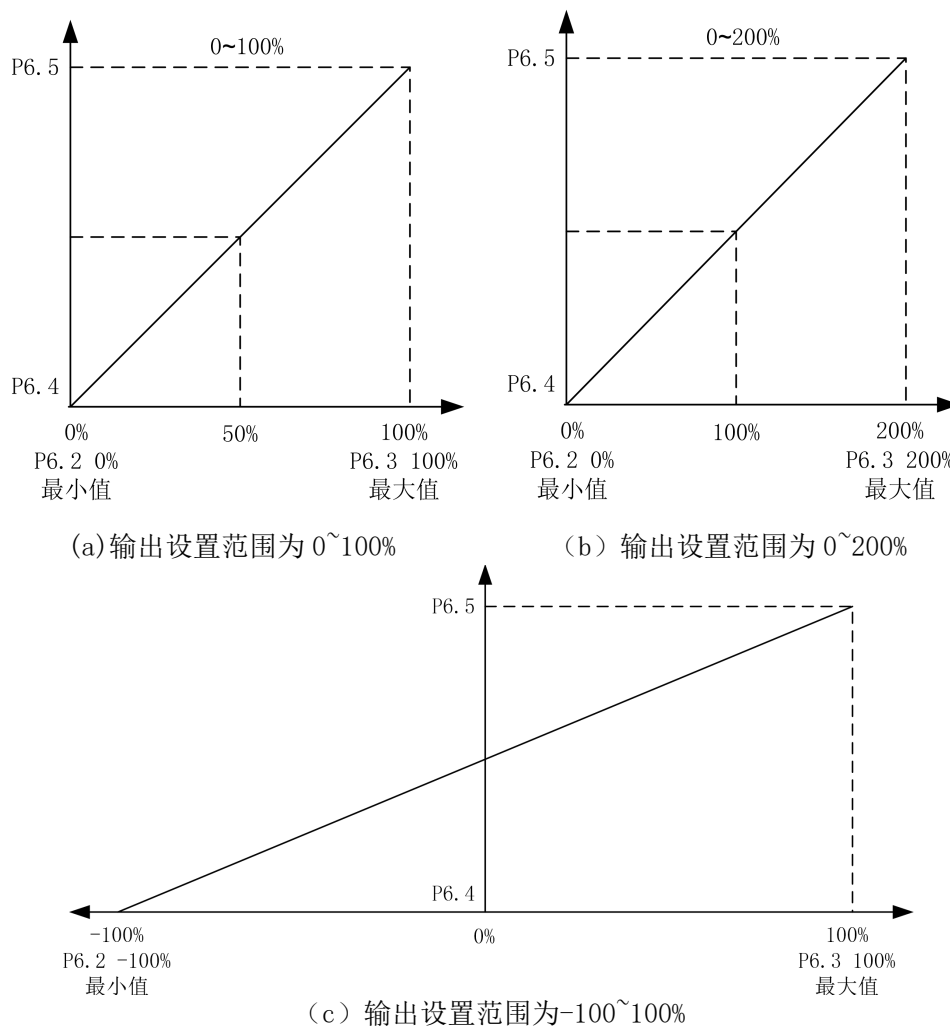 0~100%
P6.5
P6.4
0%
50%
100%
P6.2 0%
最小值
P6.3 100%
最大值
(a)输出设置范围为 0~100%
0~200%
P6.5
P6.4
0%
100%
200%
P6.2 0%
最小值
P6.3 200%
最大值
（b）输出设置范围为 0~200%
P6.5
P6.4
-100%
0%
100%
P6.2 -100%
最小值
P6.3 100%
最大值
（c）输出设置范围为-100~100%